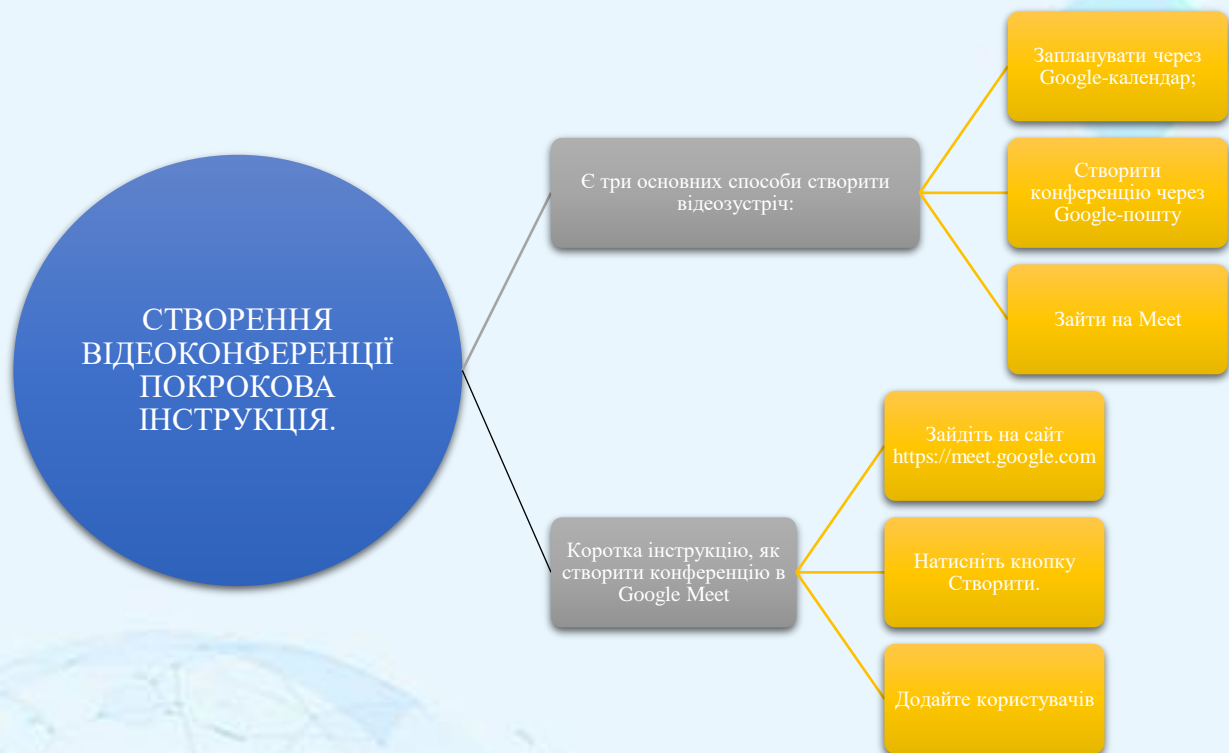 СТВОРЕННЯ
ВІДЕОКОНФЕРЕНЦІЇ
ПОКРОКОВА
ІНСТРУКЦІЯ.
Є три основних способи створити
відеозустріч:
Запланувати через
Google-календар;
Створити
конференцію через
Google-пошту
Зайти на Meet
Коротка інструкцію, як
створити конференцію в
Google Meet
Зайдіть на сайт
https://meet.google.com
Натисніть кнопку
Створити.
Додайте користувачів